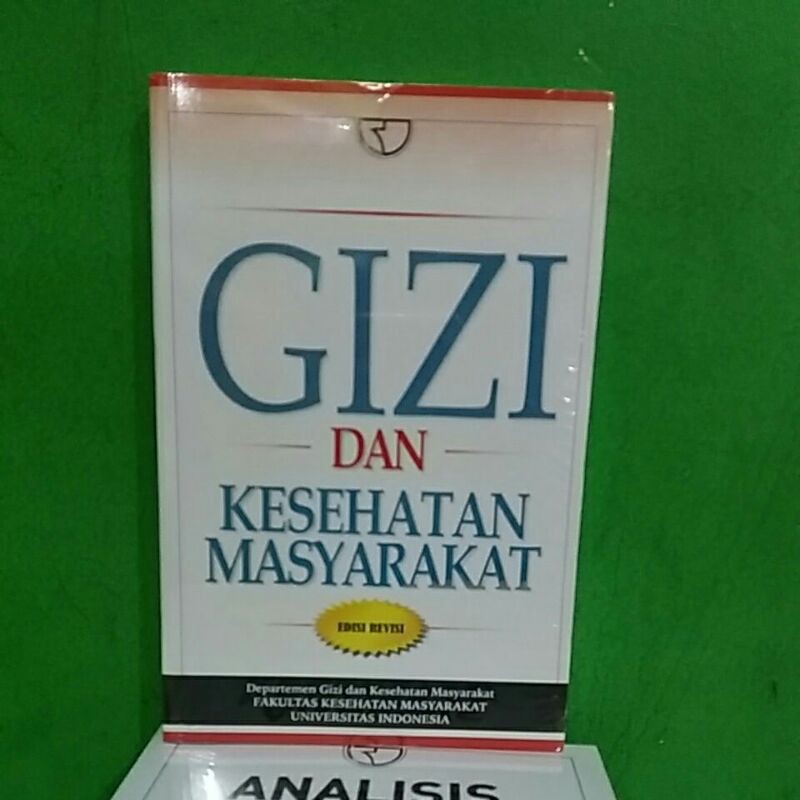 GIZI
DAN
KESEHATAN
MASYARAKAT
EDISI REVISI
Departemen Gizi dan Kesehatan Masyarakat
FAKULTAS KESEHATAN MASYARAKAT
UNIVERSITAS INDONESIA
ANALISIS